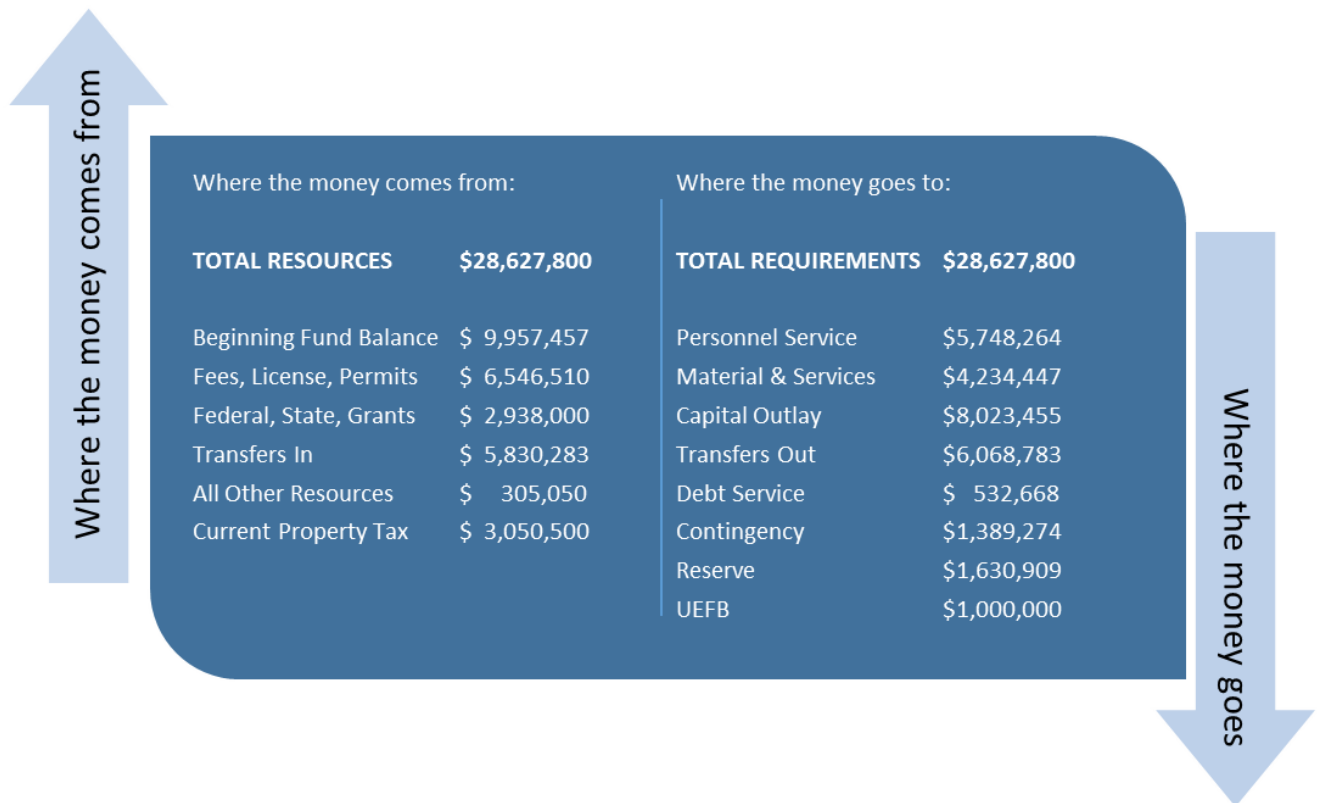 Where the money comes from
Where the money comes from:
TOTAL RESOURCES $28,627,800
Beginning Fund Balance $ 9,957,457
Fees, License, Permits $ 6,546,510
Federal, State, Grants $ 2,938,000
Transfers In $ 5,830,283
All Other Resources $ 305,050
Current Property Tax $ 3,050,500
Where the money goes to:
TOTAL REQUIREMENTS $28,627,800
Personnel Service $5,748,264
Material & Services $4,234,447
Capital Outlay $8,023,455
Transfers Out $6,068,783
Debt Service $ 532,668
Contingency $1,389,274
Reserve $1,630,909
UEFB $1,000,000
Where the money goes